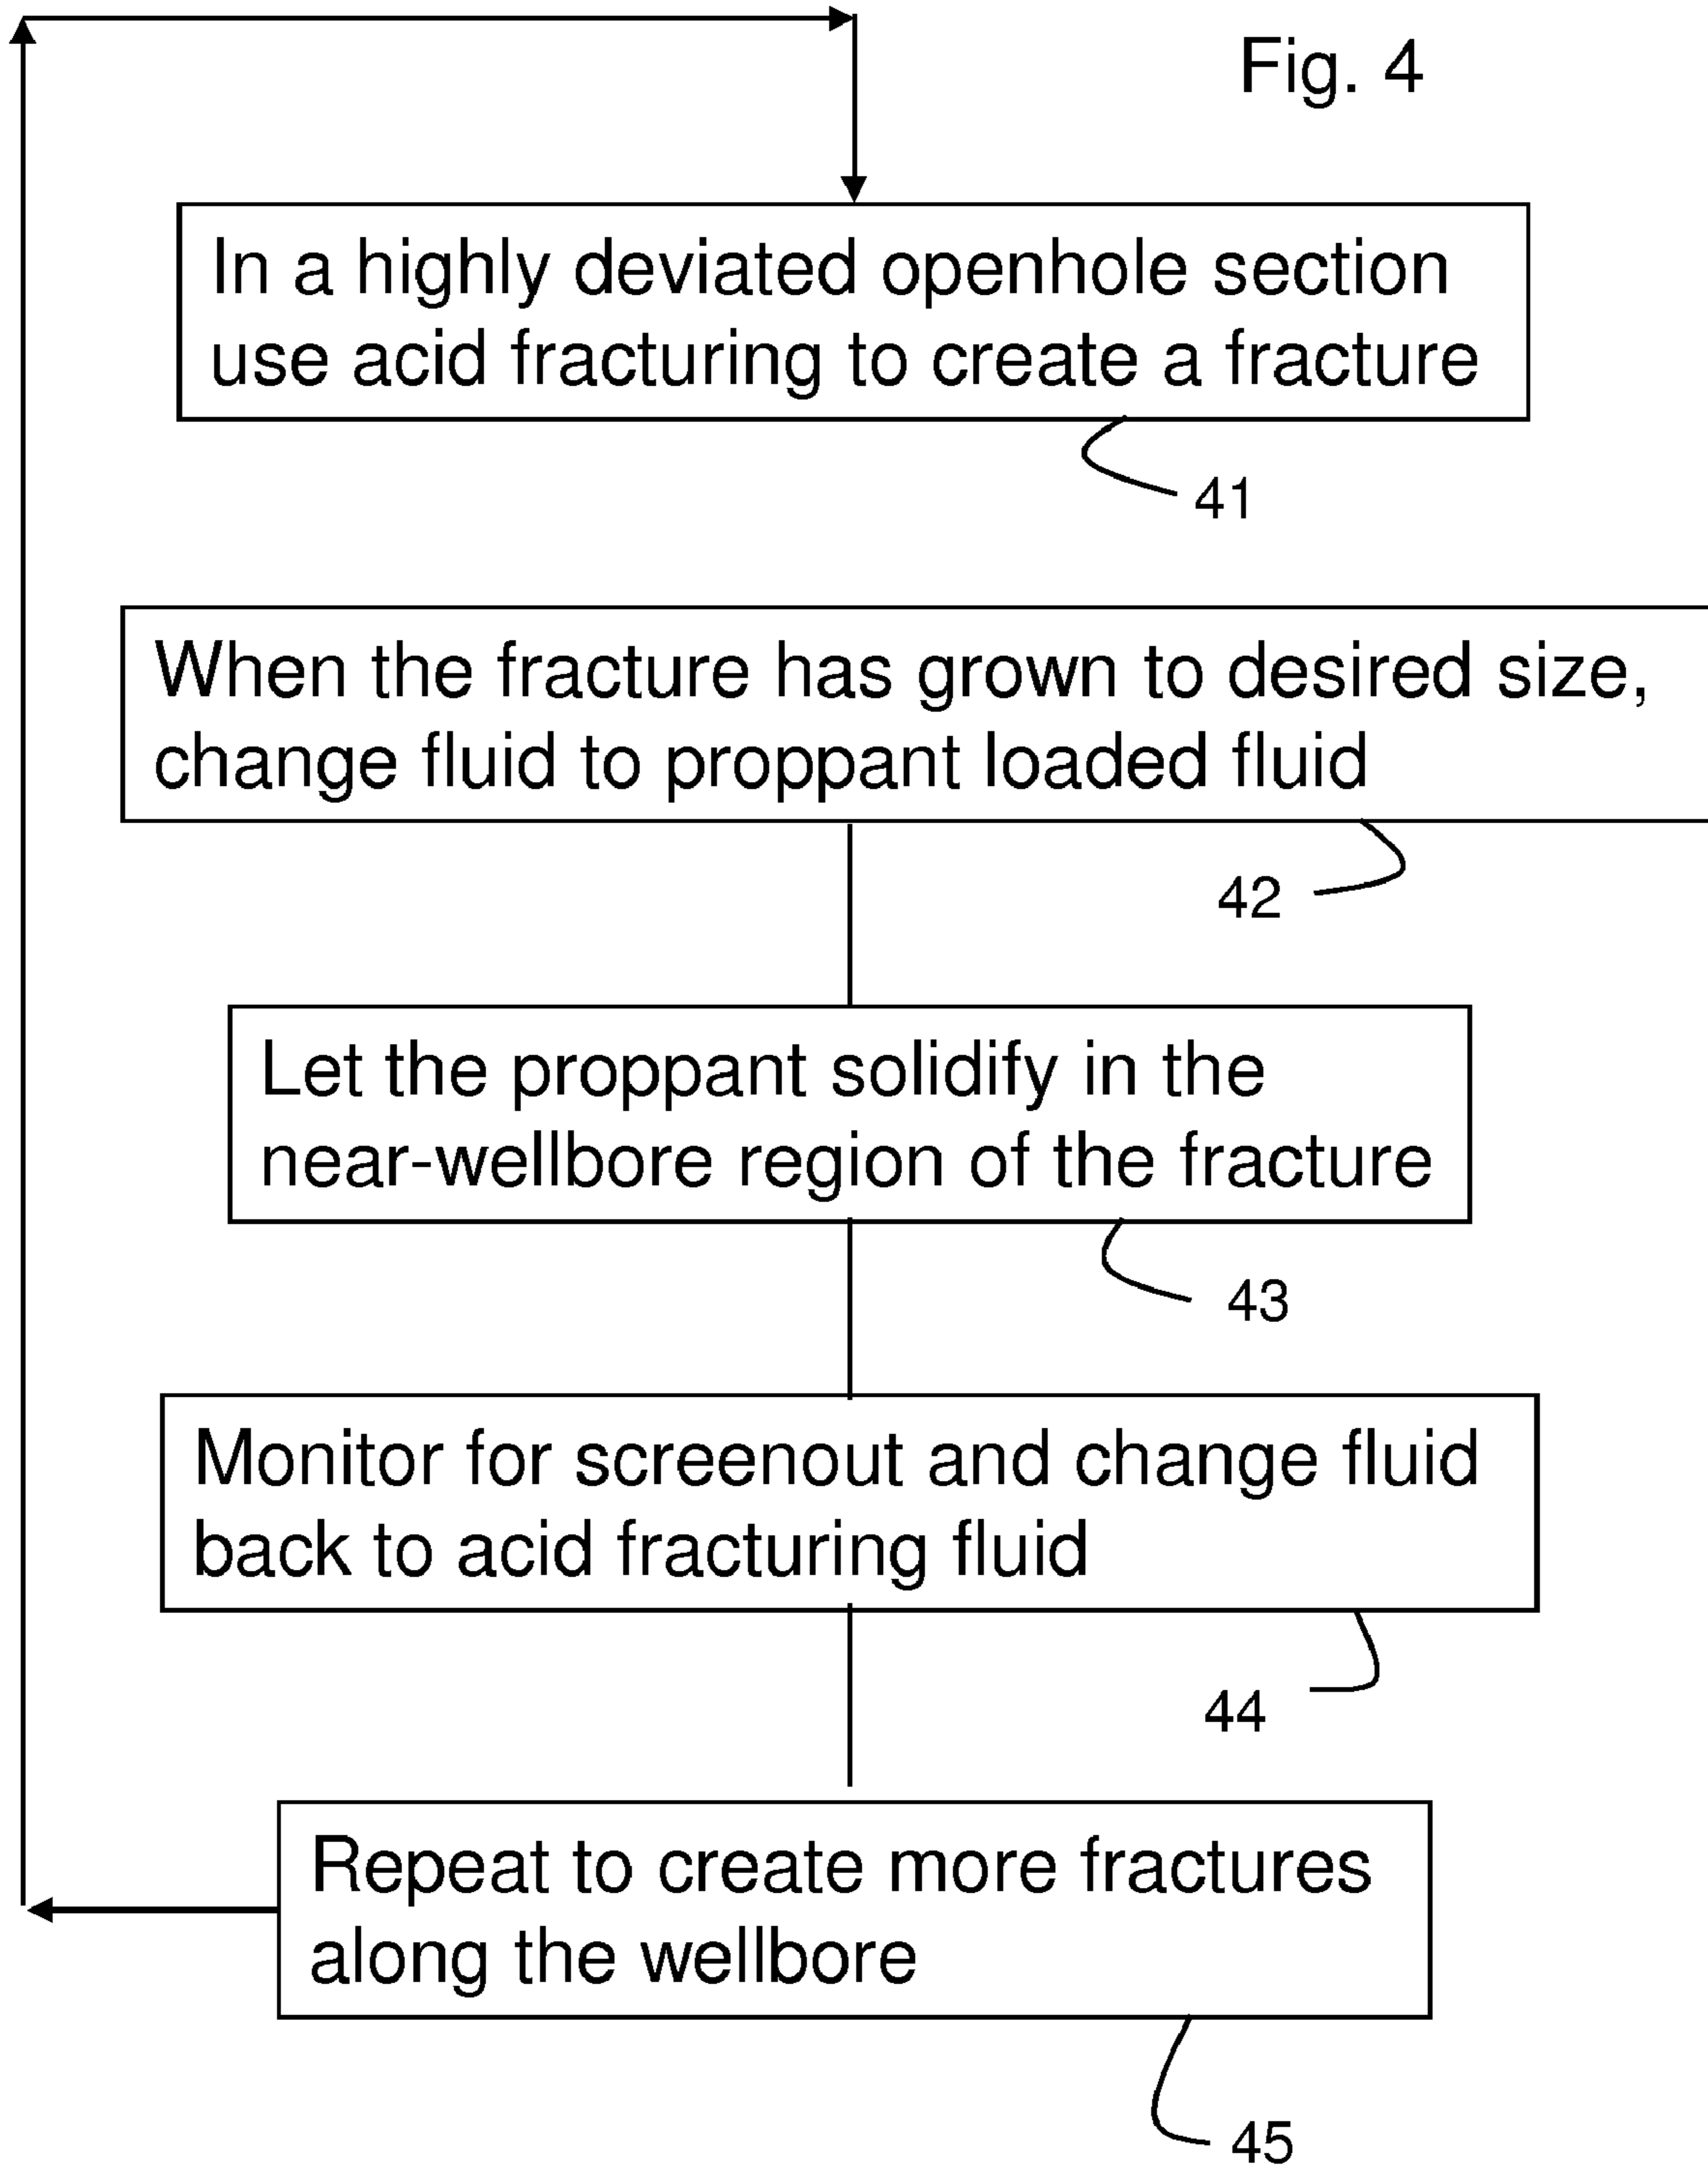 Fig. 4
In a highly deviated openhole section
use acid fracturing to create a fracture
41
When the fracture has grown to desired size,
change fluid to proppant loaded fluid
42
Let the proppant solidify in the
near-wellbore region of the fracture
43
Monitor for screenout and change fluid
back to acid fracturing fluid
44
Repeat to create more fractures
along the wellbore
45